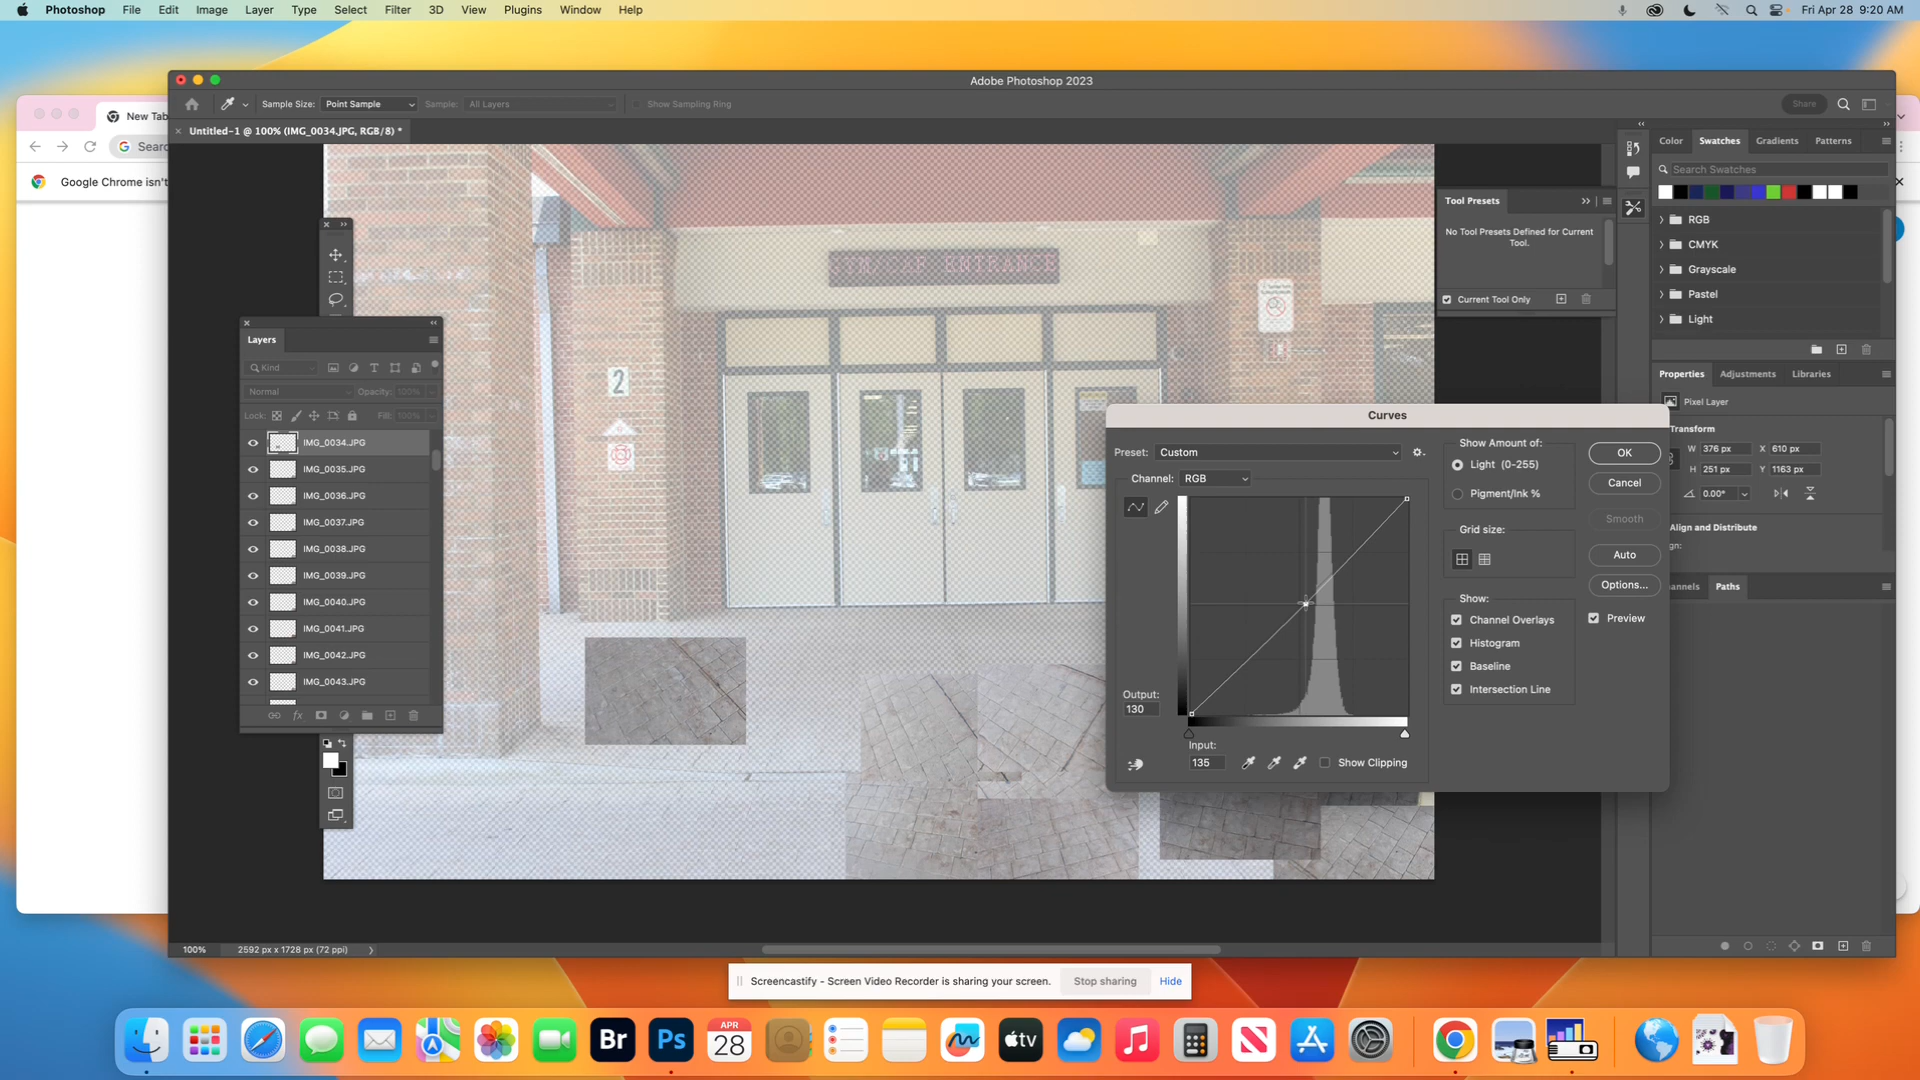 Photoshop File Edit Image Layer Type Select Filter 3D View Plugins Window Help Fri Apr 28 9:20 AM
Adobe Photoshop 2023
Sample Size: Point Sample Sample: All Layers Show Sampling Ring Share
New Tab
Untitled-1 @ 100% (IMG_0034.JPG, RGB/8) *
Searc
Google Chrome isn't
Color Swatches Gradients Patterns
Search Swatches
RGB
CMYK
Grayscale
Pastel
Light
Tool Presets
No Tool Presets Defined for Current Tool.
Current Tool Only
Properties Adjustments Libraries
Pixel Layer
Transform
W 376 px X 610 px
H 251 px Y 1163 px
0.00°
Align and Distribute
gn:
annels Paths
ENTRANCE
2
Layers
Kind
Normal Opacity: 100%
Lock: Fill: 100%
IMG_0034.JPG
IMG_0035.JPG
IMG_0036.JPG
IMG_0037.JPG
IMG_0038.JPG
IMG_0039.JPG
IMG_0040.JPG
IMG_0041.JPG
IMG_0042.JPG
IMG_0043.JPG
fx
Curves
Preset: Custom
Channel: RGB
Output:
130
Input:
135
Show Clipping
Show Amount of:
Light (0-255)
Pigment/Ink %
Grid size:
Show:
Channel Overlays
Histogram
Baseline
Intersection Line
OK
Cancel
Smooth
Auto
Options...
Preview
100% 2592 px x 1728 px (72 ppi)
Screencastify - Screen Video Recorder is sharing your screen. Stop sharing Hide
Br
Ps
APR
28
tv